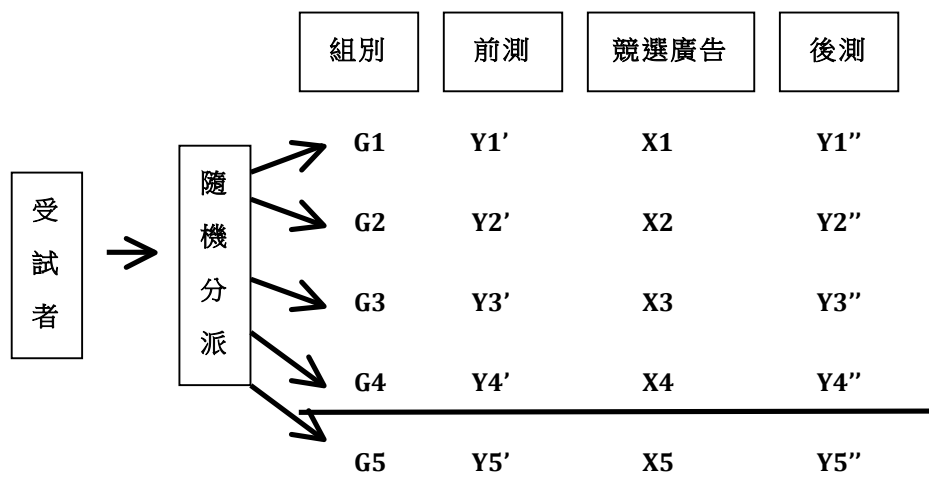 組別 前測 競選廣告 後測
受試者
隨機分派
G1 Y1’ X1 Y1’’
G2 Y2’ X2 Y2’’
G3 Y3’ X3 Y3’’
G4 Y4’ X4 Y4’’
G5 Y5’ X5 Y5’’